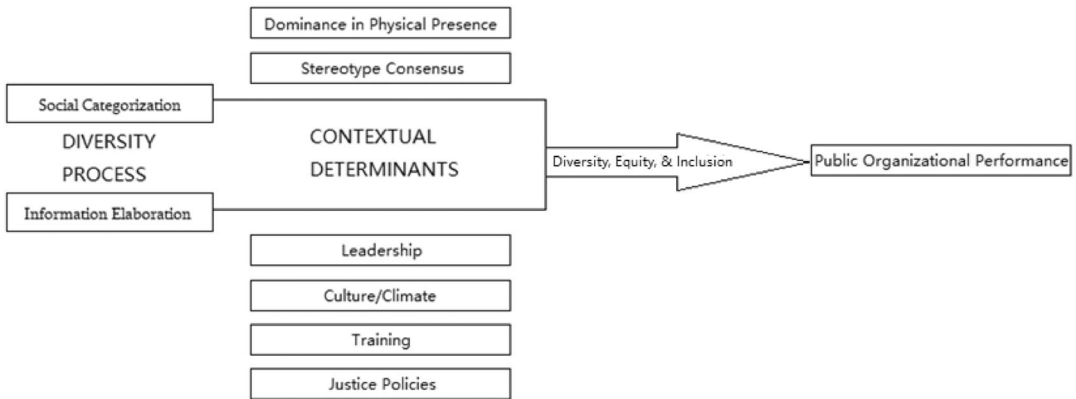 Dominance in Physical Presence
Stereotype Consensus
Social Categorization
DIVERSITY
PROCESS
Information Elaboration
CONTEXTUAL
DETERMINANTS
Diversity, Equity, & Inclusion
Public Organizational Performance
Leadership
Culture/Climate
Training
Justice Policies